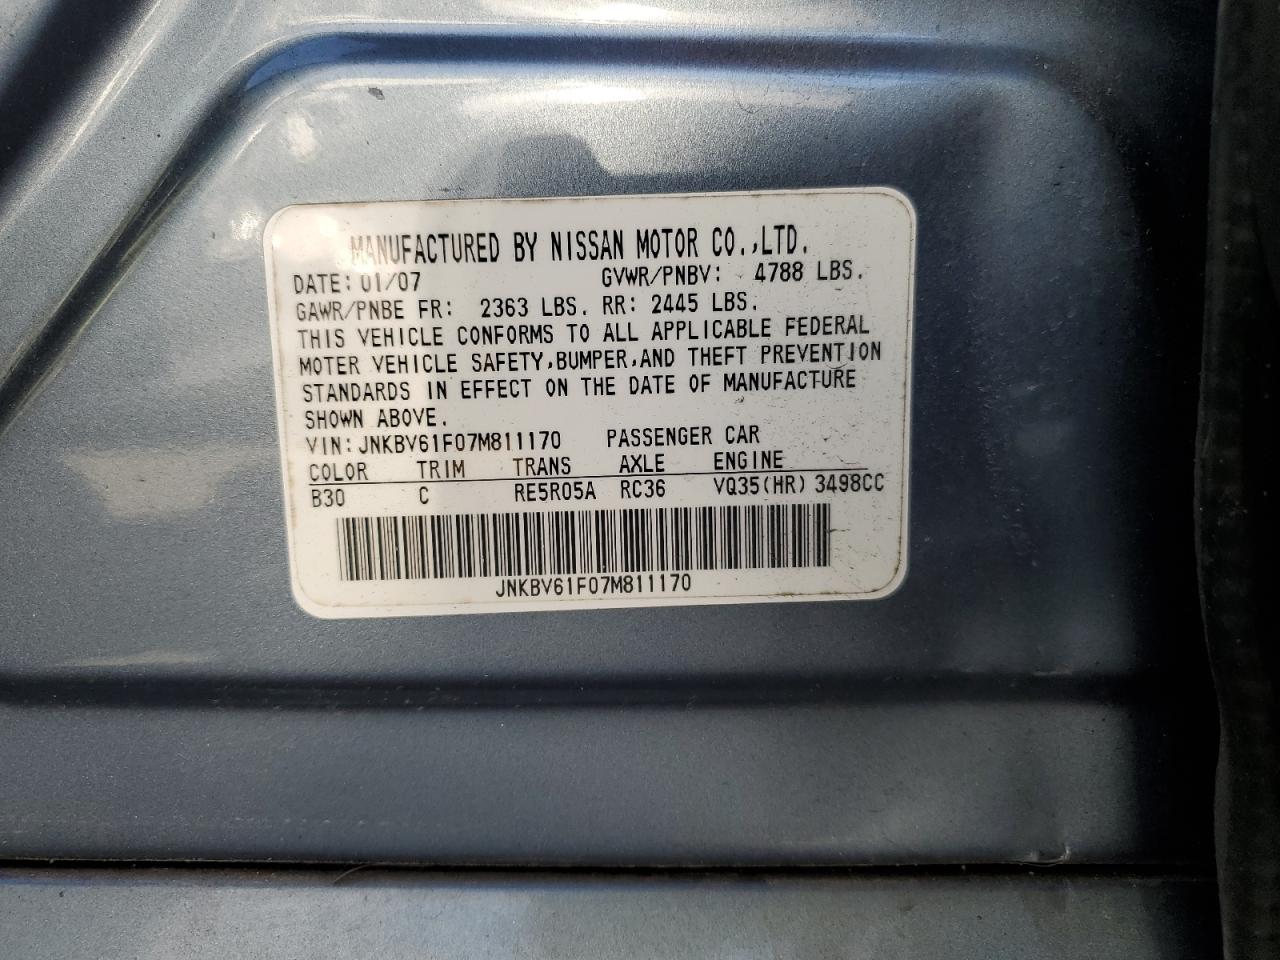 MANUFACTURED BY NISSAN MOTOR CO.,LTD.
DATE: 01/07 GVWR/PNBV: 4788 LBS.
GAWR/PNBE FR: 2363 LBS. RR: 2445 LBS.
THIS VEHICLE CONFORMS TO ALL APPLICABLE FEDERAL
MOTER VEHICLE SAFETY,BUMPER,AND THEFT PREVENTION
STANDARDS IN EFFECT ON THE DATE OF MANUFACTURE
SHOWN ABOVE.
VIN: JNKBV61F07M811170 PASSENGER CAR
COLOR TRIM TRANS AXLE ENGINE
B30 C RE5R05A RC36 VQ35(HR) 3498CC
JNKBV61F07M811170